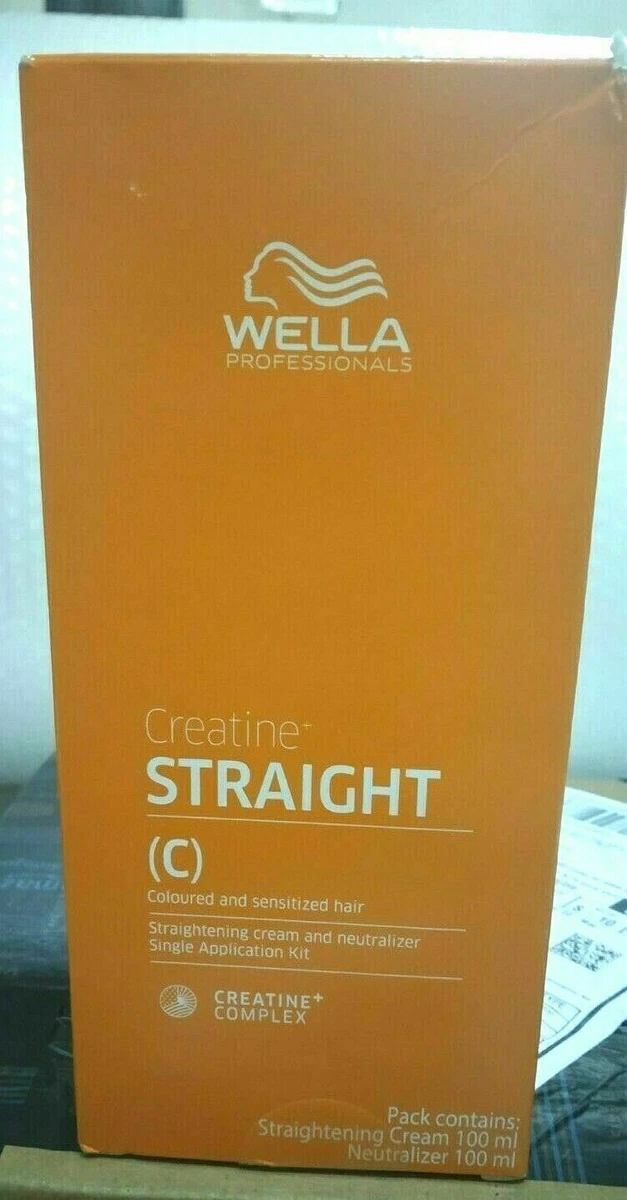 WELLA
PROFESSIONALS
Creatine+
STRAIGHT
(C)
Coloured and sensitized hair
Straightening cream and neutralizer
Single Application Kit
CREATINE+
COMPLEX
Pack contains:
Straightening Cream 100 ml
Neutralizer 100 ml